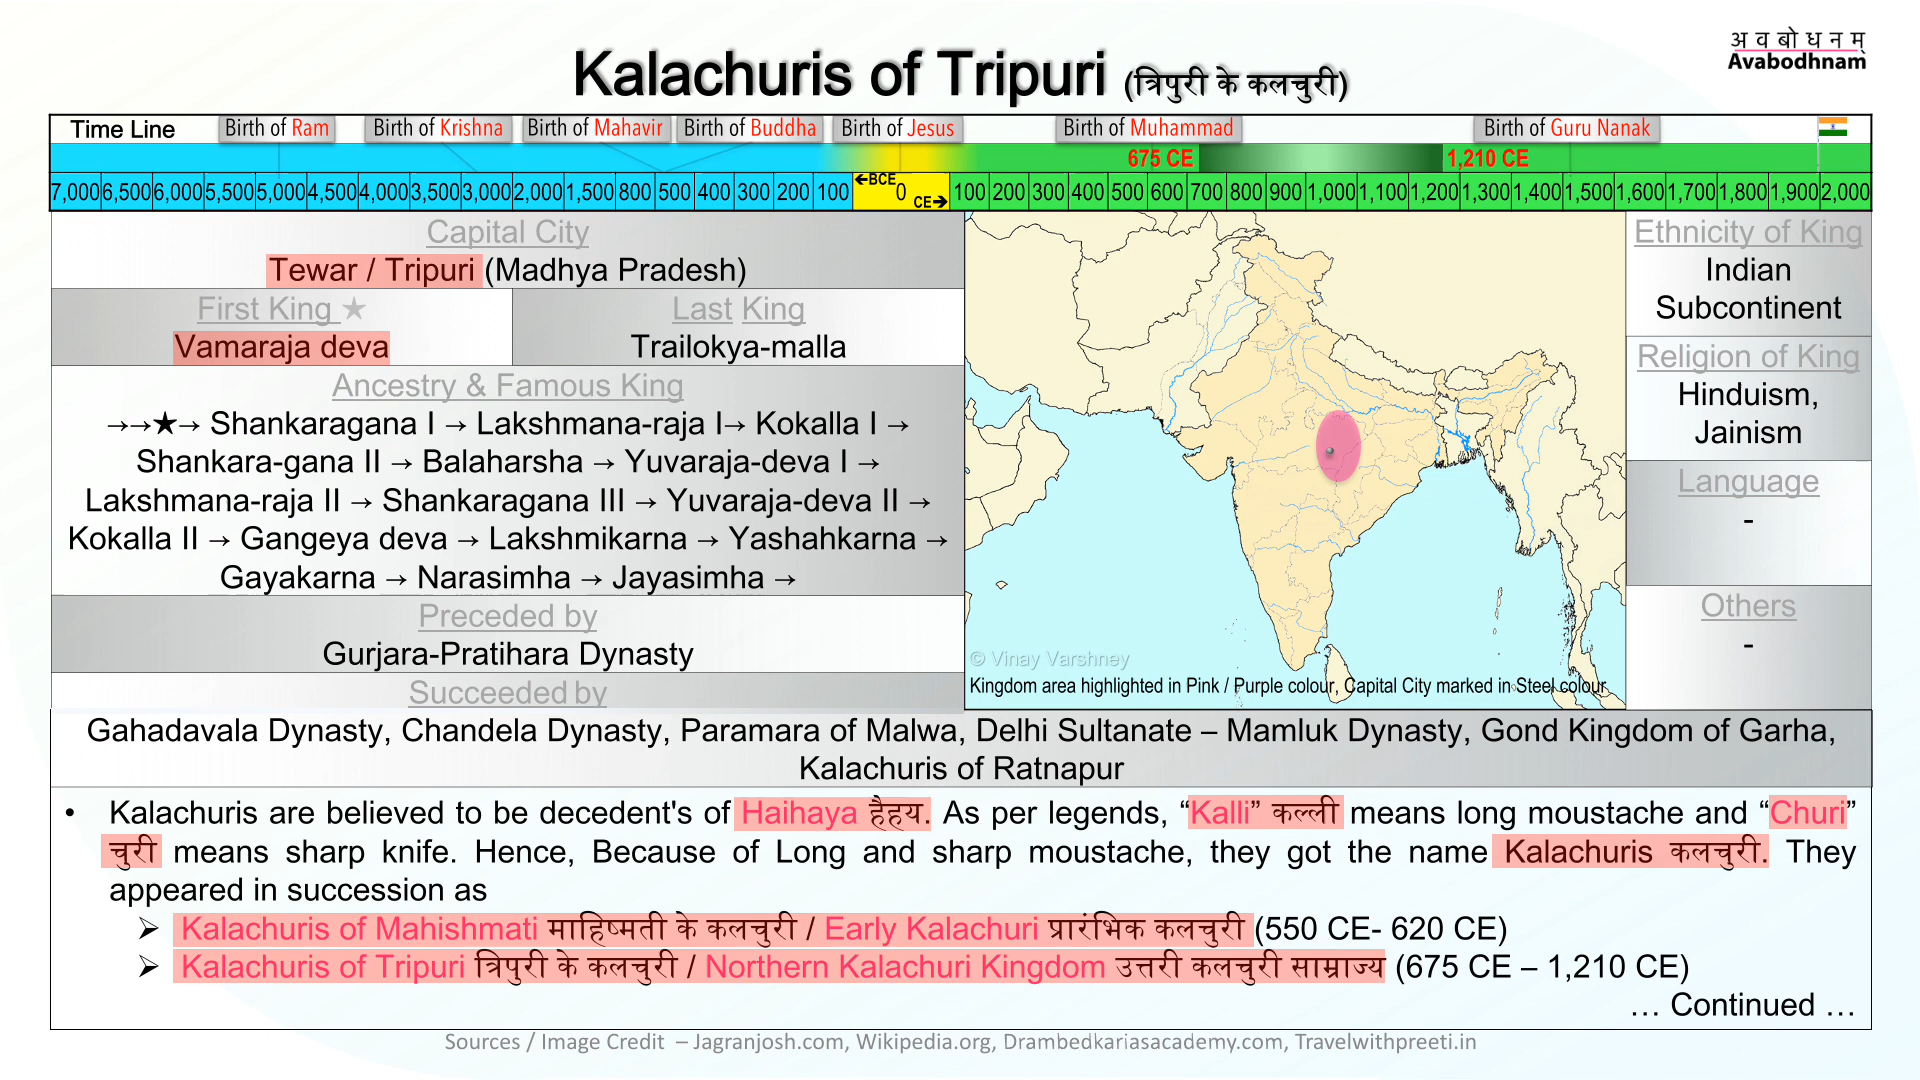 अ व बो ध न म्
Avabodhnam
Kalachuris of Tripuri (त्रिपुरी के कलचुरी)
Time Line
Birth of Ram
Birth of Krishna
Birth of Mahavir
Birth of Buddha
Birth of Jesus
Birth of Muhammad
Birth of Guru Nanak
675 CE
1,210 CE
7,000 6,500 6,000 5,500 5,000 4,500 4,000 3,500 3,000 2,000 1,500 800 500 400 300 200 100 ←BCE 0 CE→ 100 200 300 400 500 600 700 800 900 1,000 1,100 1,200 1,300 1,400 1,500 1,600 1,700 1,800 1,900 2,000
Capital City
Tewar / Tripuri (Madhya Pradesh)
First King ★
Vamaraja deva
Last King
Trailokya-malla
Ancestry & Famous King
→→★→ Shankaragana I → Lakshmana-raja I→ Kokalla I →
Shankara-gana II → Balaharsha → Yuvaraja-deva I →
Lakshmana-raja II → Shankaragana III → Yuvaraja-deva II →
Kokalla II → Gangeya deva → Lakshmikarna → Yashahkarna →
Gayakarna → Narasimha → Jayasimha →
Preceded by
Gurjara-Pratihara Dynasty
Succeeded by
© Vinay Varshney
Kingdom area highlighted in Pink / Purple colour, Capital City marked in Steel colour
Ethnicity of King
Indian
Subcontinent
Religion of King
Hinduism,
Jainism
Language
-
Others
-
Gahadavala Dynasty, Chandela Dynasty, Paramara of Malwa, Delhi Sultanate – Mamluk Dynasty, Gond Kingdom of Garha,
Kalachuris of Ratnapur
• Kalachuris are believed to be decedent's of Haihaya हैहय. As per legends, “Kalli” कल्ली means long moustache and “Churi”
चुरी means sharp knife. Hence, Because of Long and sharp moustache, they got the name Kalachuris कलचुरी. They
appeared in succession as
➢ Kalachuris of Mahishmati माहिष्मती के कलचुरी / Early Kalachuri प्रारंभिक कलचुरी (550 CE- 620 CE)
➢ Kalachuris of Tripuri त्रिपुरी के कलचुरी / Northern Kalachuri Kingdom उत्तरी कलचुरी साम्राज्य (675 CE – 1,210 CE)
… Continued …
Sources / Image Credit – Jagranjosh.com, Wikipedia.org, Drambedkariasacademy.com, Travelwithpreeti.in